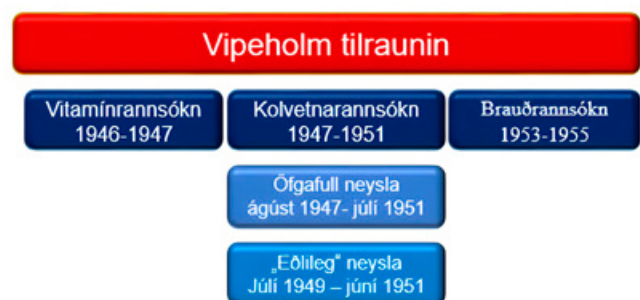 Vipeholm tilraunin
Vitamínrannsókn
1946-1947
Kolvetnarannsókn
1947-1951
Brauðrannsókn
1953-1955
Öfgafull neysla
ágúst 1947- júlí 1951
„Eðlileg“ neysla
Júlí 1949 – júní 1951